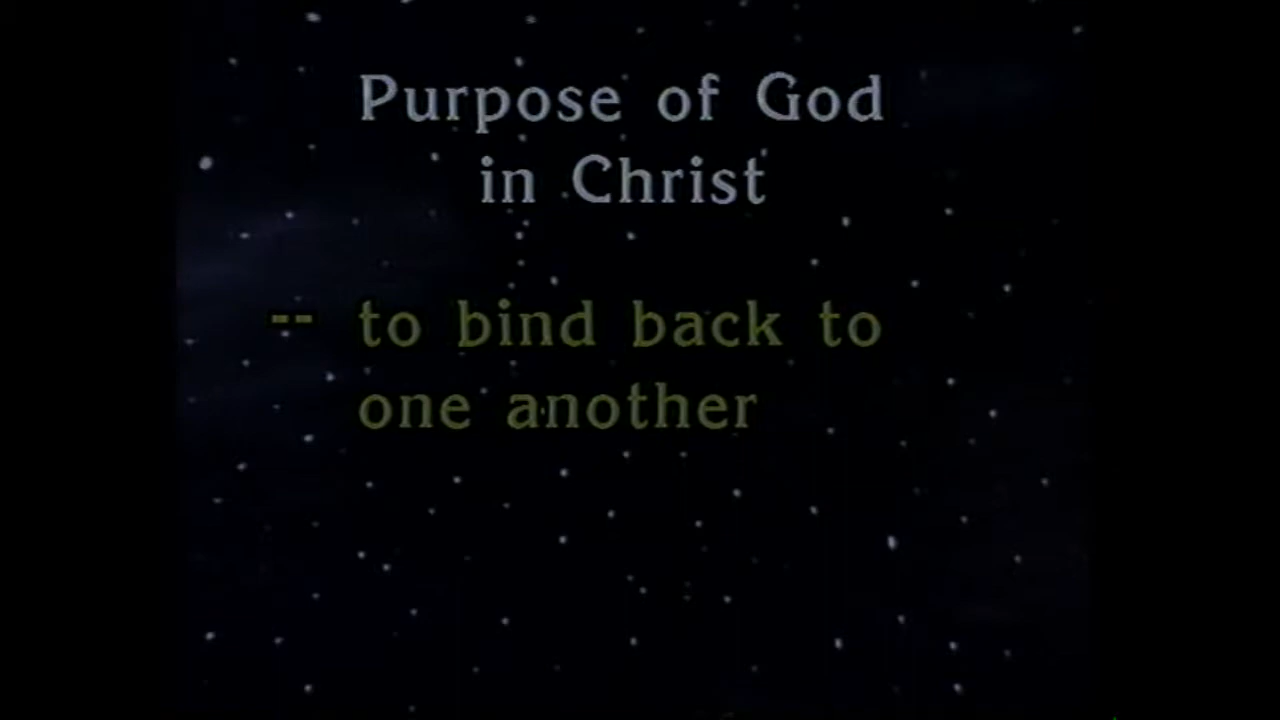 Purpose of God
in Christ
-- to bind back to
one another